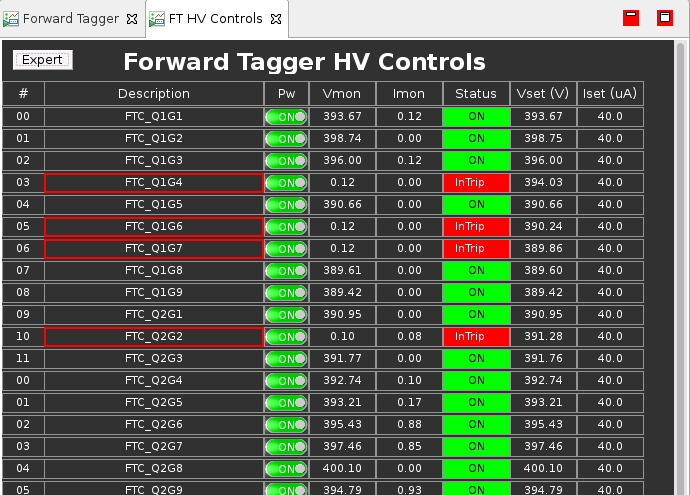 Forward Tagger FT HV Controls
Expert Forward Tagger HV Controls
# Description Pw Vmon Imon Status Vset (V) Iset (uA)
00 FTC_Q1G1 ON 393.67 0.12 ON 393.67 40.0
01 FTC_Q1G2 ON 398.74 0.00 ON 398.75 40.0
02 FTC_Q1G3 ON 396.00 0.12 ON 396.00 40.0
03 FTC_Q1G4 ON 0.12 0.00 InTrip 394.03 40.0
04 FTC_Q1G5 ON 390.66 0.00 ON 390.66 40.0
05 FTC_Q1G6 ON 0.12 0.00 InTrip 390.24 40.0
06 FTC_Q1G7 ON 0.12 0.00 InTrip 389.86 40.0
07 FTC_Q1G8 ON 389.61 0.00 ON 389.60 40.0
08 FTC_Q1G9 ON 389.42 0.00 ON 389.42 40.0
09 FTC_Q2G1 ON 390.95 0.00 ON 390.95 40.0
10 FTC_Q2G2 ON 0.10 0.08 InTrip 391.28 40.0
11 FTC_Q2G3 ON 391.77 0.00 ON 391.76 40.0
00 FTC_Q2G4 ON 392.74 0.10 ON 392.74 40.0
01 FTC_Q2G5 ON 393.21 0.17 ON 393.21 40.0
02 FTC_Q2G6 ON 395.43 0.88 ON 395.43 40.0
03 FTC_Q2G7 ON 397.46 0.85 ON 397.46 40.0
04 FTC_Q2G8 ON 400.10 0.00 ON 400.10 40.0
05 FTC_Q2G9 ON 394.79 0.93 ON 394.79 40.0